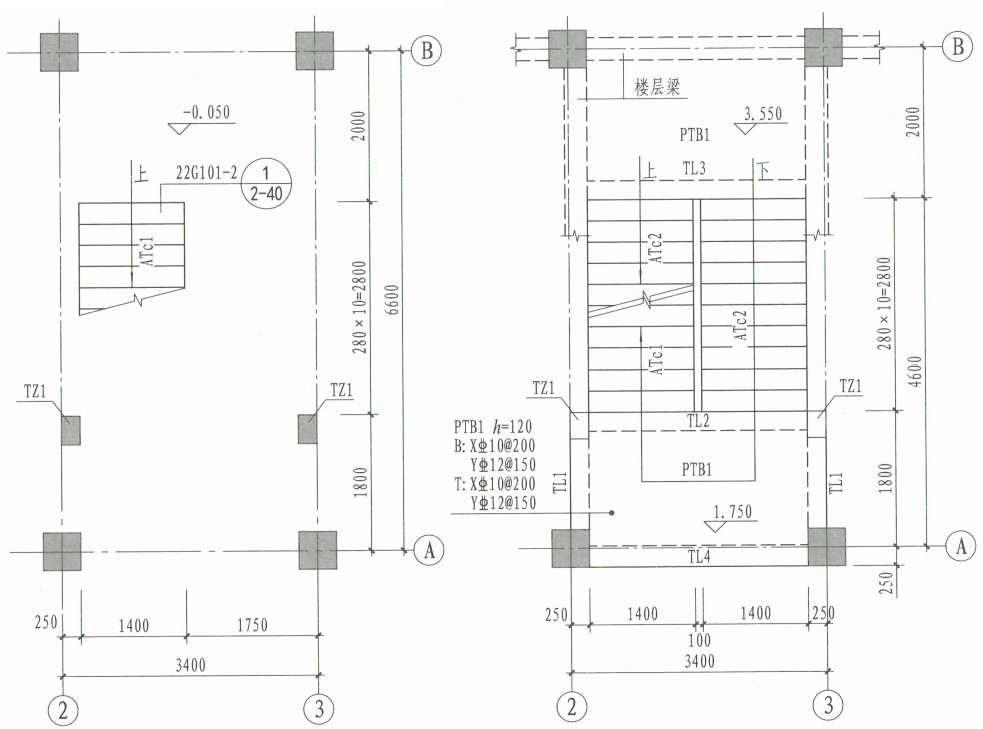 B
-0.050
2000
上
22G101-2
1
2-40
ATc1
280×10=2800
6600
TZ1
TZ1
1800
A
250
1400
1750
3400
2
3
B
楼层梁
3.550
PTB1
2000
上
TL3
下
ATc2
ATc2
ATc1
280×10=2800
4600
TZ1
TZ1
TL2
PTB1 h=120
B:X⏀10@200
Y⏀12@150
T:X⏀10@200
Y⏀12@150
PTB1
TL1
TL1
1800
1.750
A
TL4
250
250
1400
1400
250
100
3400
2
3